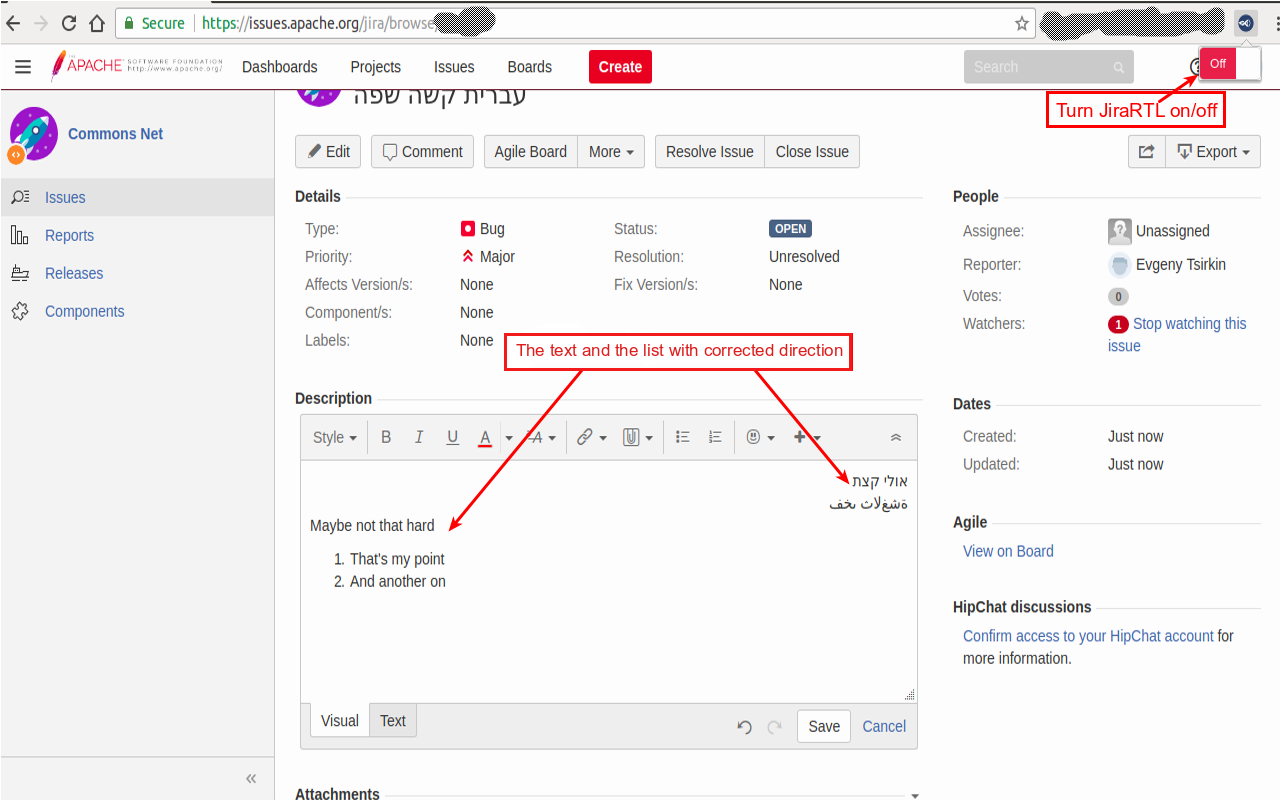 Secure https://issues.apache.org/jira/browse/
THE APACHE SOFTWARE FOUNDATION
http://www.apache.org/
Dashboards Projects Issues Boards Create Search Off
Turn JiraRTL on/off
עברית קשה שפה
Commons Net
Edit Comment Agile Board More Resolve Issue Close Issue Export
Issues
Reports
Releases
Components
Details
Type: Bug Status: OPEN
Priority: Major Resolution: Unresolved
Affects Version/s: None Fix Version/s: None
Component/s: None
Labels: None
The text and the list with corrected direction
People
Assignee: Unassigned
Reporter: Evgeny Tsirkin
Votes: 0
Watchers: 1 Stop watching this
issue
Description
Style B I U A A
אולי קצת
ةشغلاث ىخف
Maybe not that hard
1. That's my point
2. And another on
Visual Text Save Cancel
Dates
Created: Just now
Updated: Just now
Agile
View on Board
HipChat discussions
Confirm access to your HipChat account for
more information.
Attachments